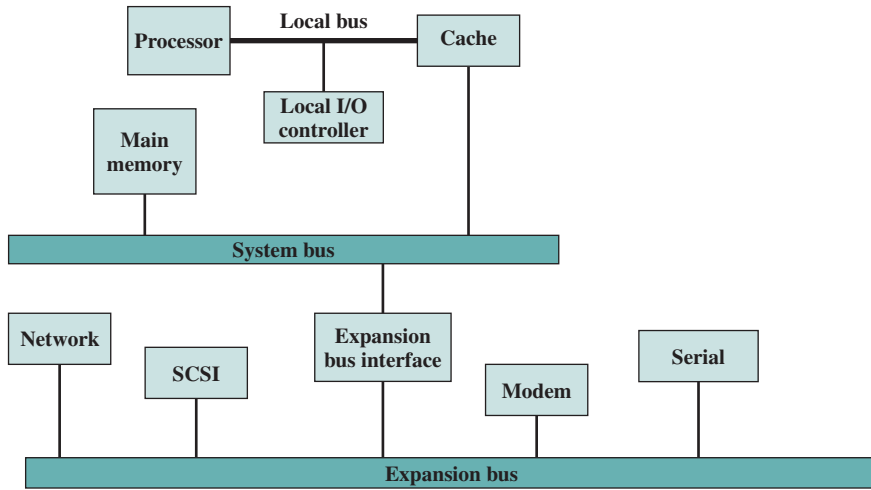 Local bus
Processor
Cache
Local I/O
controller
Main
memory
System bus
Network
Expansion
bus interface
Serial
SCSI
Modem
Expansion bus